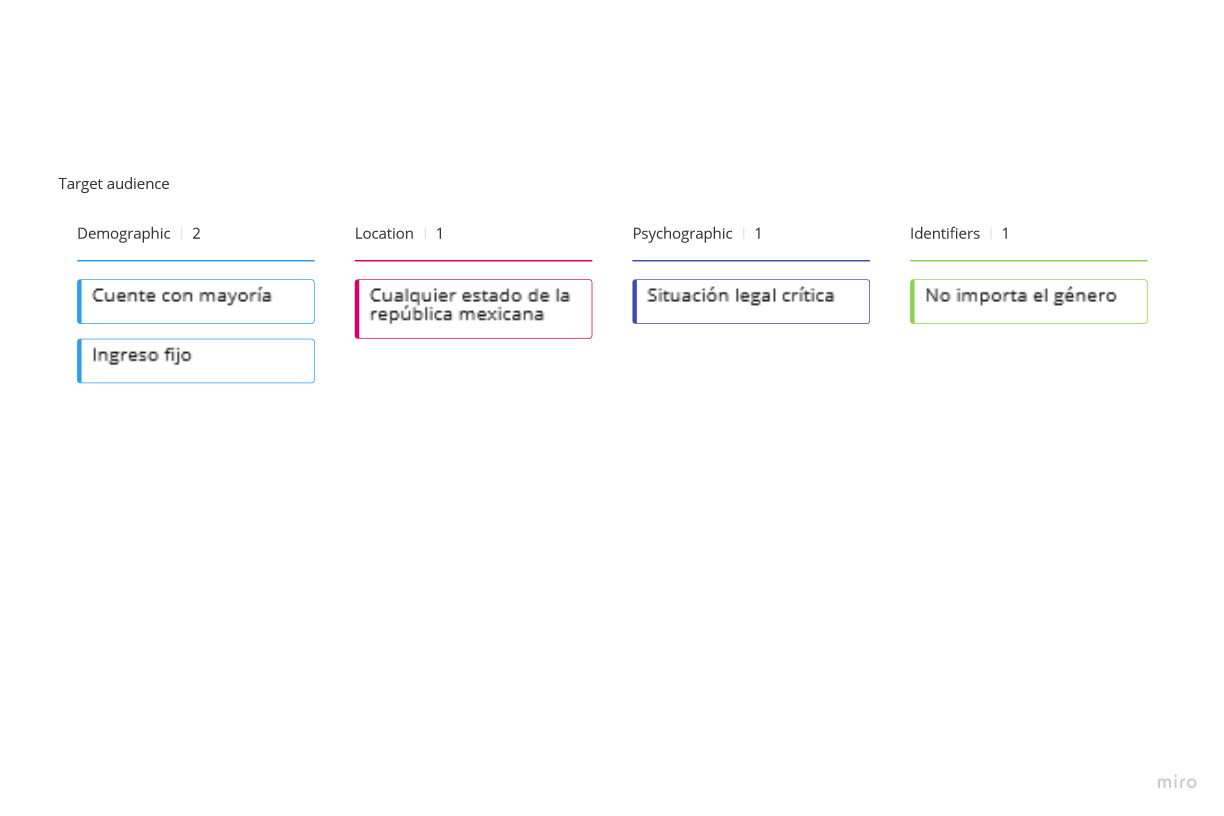 Target audience
Demographic 2
Location 1
Psychographic 1
Identifiers 1
Cuente con mayoría
Cualquier estado de la
república mexicana
Situación legal crítica
No importa el género
Ingreso fijo
miro